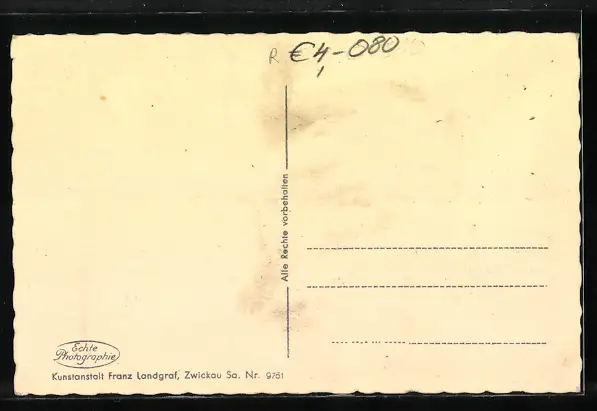 R €4,-080
Alle Rechte vorbehalten
Echte
Photographie
Kunstanstalt Franz Landgraf, Zwickau Sa. Nr. 9761